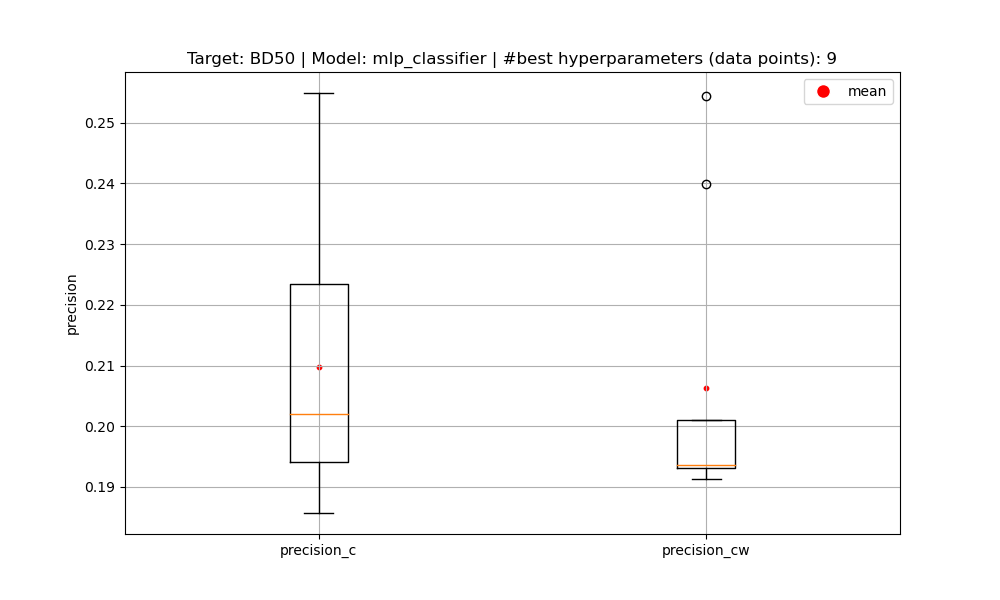 Target: BD50 | Model: mlp_classifier | #best hyperparameters (data points): 9
mean
0.25
0.24
0.23
0.22
0.21
0.20
0.19
precision
precision_c
precision_cw